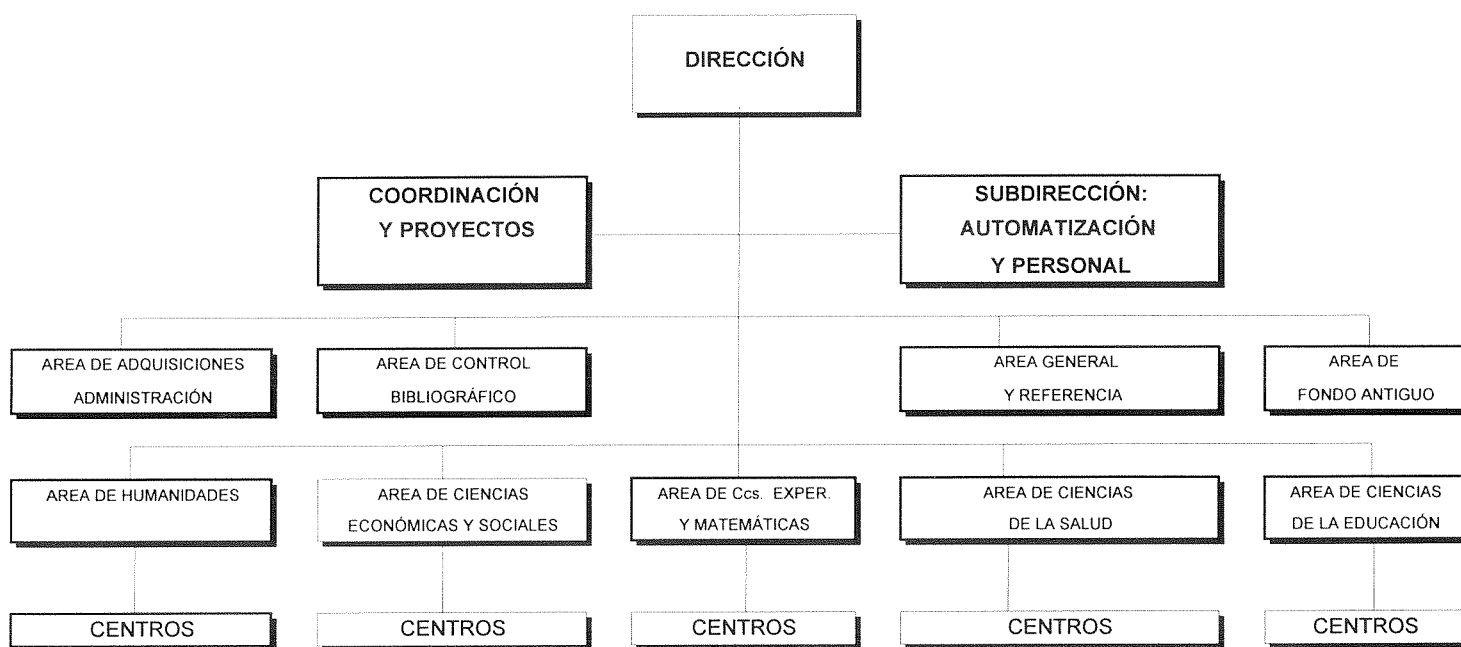 DIRECCIÓN
COORDINACIÓN
Y PROYECTOS
SUBDIRECCIÓN:
AUTOMATIZACIÓN
Y PERSONAL
AREA DE ADQUISICIONES
ADMINISTRACIÓN
AREA DE CONTROL
BIBLIOGRÁFICO
AREA GENERAL
Y REFERENCIA
AREA DE
FONDO ANTIGUO
AREA DE HUMANIDADES
AREA DE CIENCIAS
ECONÓMICAS Y SOCIALES
AREA DE Ccs. EXPER.
Y MATEMÁTICAS
AREA DE CIENCIAS
DE LA SALUD
AREA DE CIENCIAS
DE LA EDUCACIÓN
CENTROS
CENTROS
CENTROS
CENTROS
CENTROS